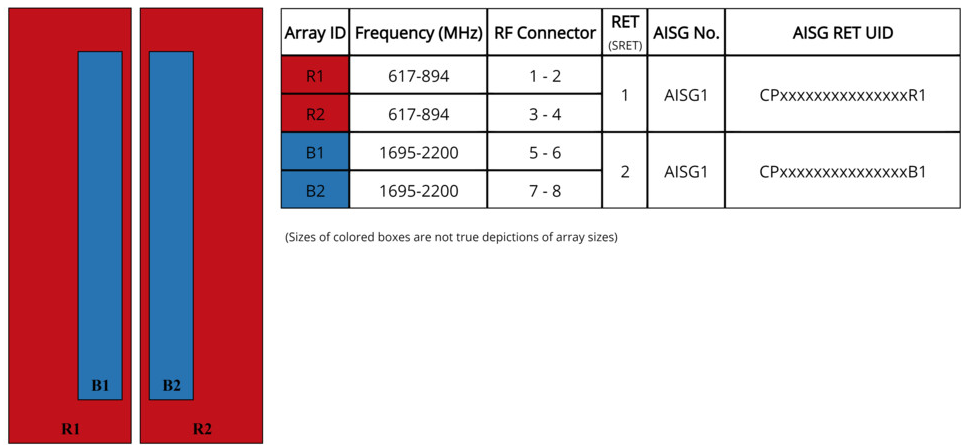 Array ID Frequency (MHz) RF Connector RET (SRET) AISG No. AISG RET UID
R1 617-894 1 - 2 1 AISG1 CPxxxxxxxxxxxxxxxR1
R2 617-894 3 - 4
B1 1695-2200 5 - 6 2 AISG1 CPxxxxxxxxxxxxxxxB1
B2 1695-2200 7 - 8
(Sizes of colored boxes are not true depictions of array sizes)
B1 B2
R1 R2